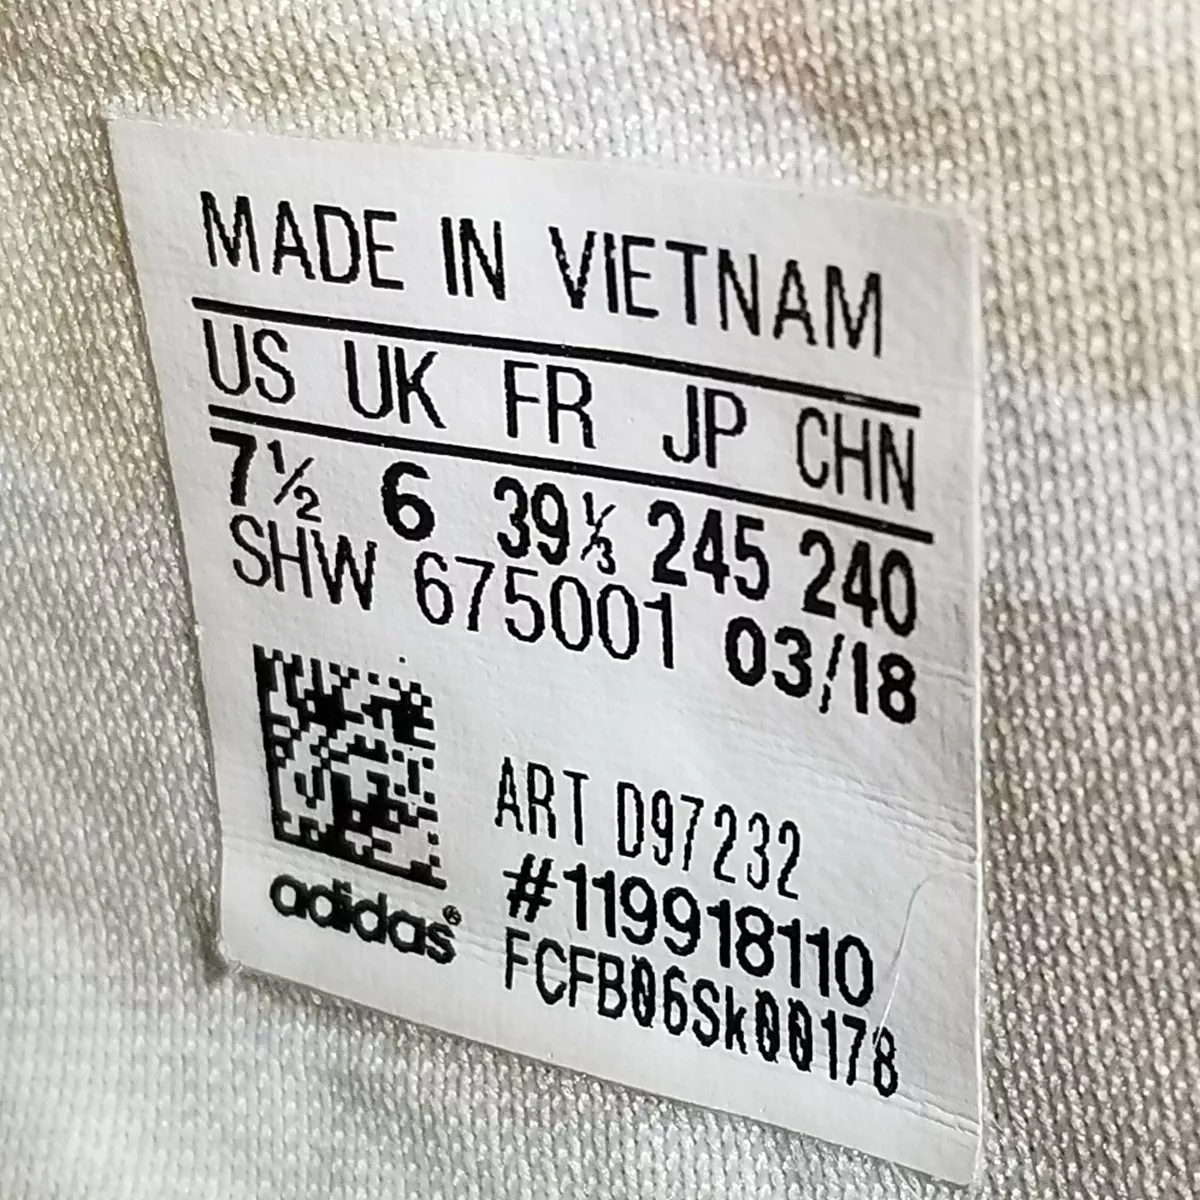 MADE IN VIETNAM
US UK FR JP CHN
7½ 6 39⅓ 245 240
SHW 675001 03/18
ART D97232
#119918110
adidas®
FCFB06Sk00178